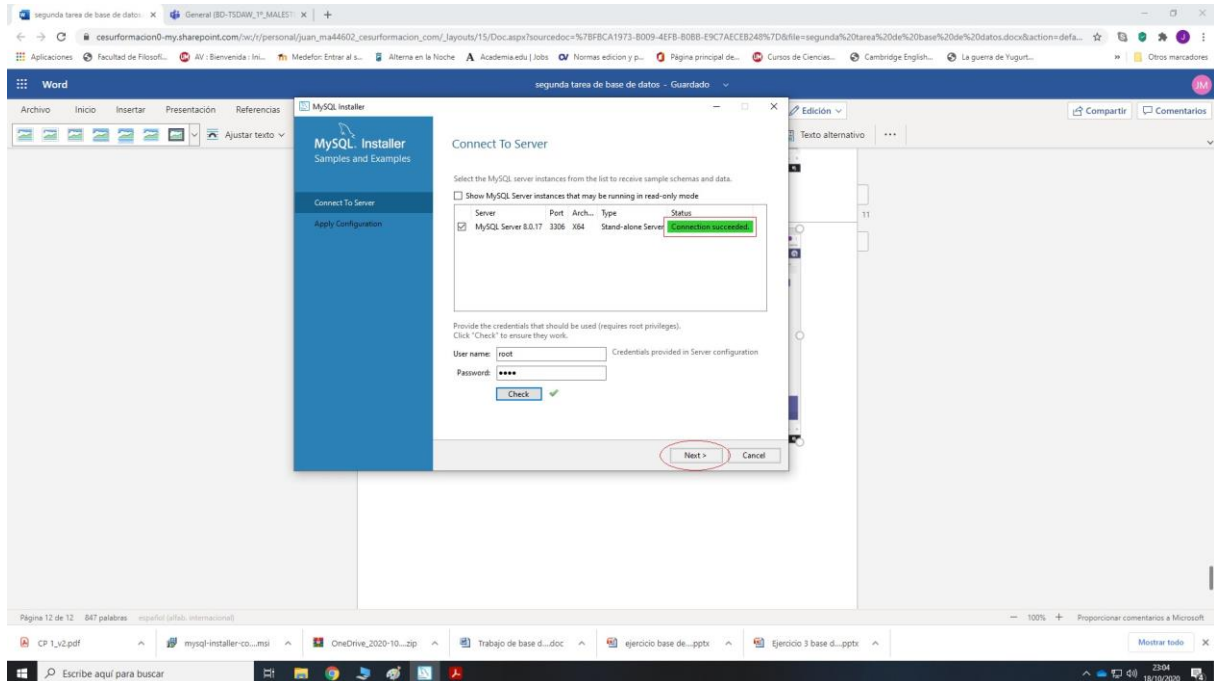 segunda tarea de base de datos
General (BD-TSDAW_1º_MALEST
cesurformacion0-my.sharepoint.com/:w:/r/personal/juan_ma44602_cesurformacion_com/_layouts/15/Doc.aspx?sourcedoc=%7BFBCA1973-8009-4EFB-80BB-E9C7AECEB248%7D&file=segunda%20tarea%20de%20base%20de%20datos.docx&action=defa...
Aplicaciones
Facultad de Filosofi...
AV : Bienvenida : Ini...
Medefor: Entrar al s...
Alterna en la Noche
Academia.edu | Jobs
Normas edicion y p...
Página principal de...
Cursos de Ciencias...
Cambridge English...
La guerra de Yugurt...
»
Otros marcadores
Word
segunda tarea de base de datos - Guardado
JM
Archivo
Inicio
Insertar
Presentación
Referencias
Edición
Compartir
Comentarios
Ajustar texto
Texto alternativo
MySQL Installer
MySQL. Installer
Samples and Examples
Connect To Server
Apply Configuration
Connect To Server
Select the MySQL server instances from the list to receive sample schemas and data.
Show MySQL Server instances that may be running in read-only mode
Server Port Arch... Type Status
MySQL Server 8.0.17 3306 X64 Stand-alone Server Connection succeeded.
Provide the credentials that should be used (requires root privileges).
Click "Check" to ensure they work.
User name: root
Credentials provided in Server configuration
Password: ••••
Check
Next >
Cancel
11
Página 12 de 12
847 palabras
español (alfab. internacional)
100%
Proporcionar comentarios a Microsoft
CP 1_v2.pdf
mysql-installer-co....msi
OneDrive_2020-10....zip
Trabajo de base d....doc
ejercicio base de....pptx
Ejercicio 3 base d....pptx
Mostrar todo
Escribe aquí para buscar
23:04
18/10/2020